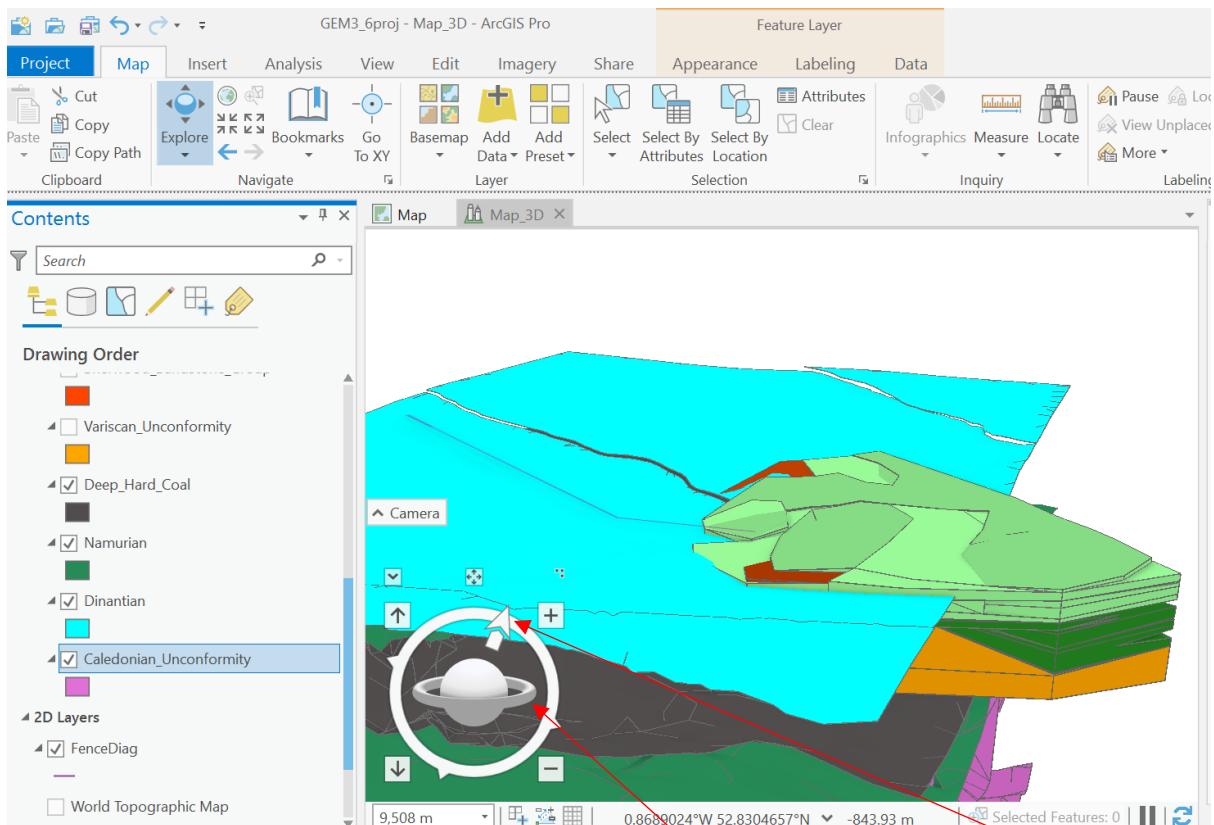 GEM3_6proj - Map_3D - ArcGIS Pro
Feature Layer
Project Map Insert Analysis View Edit Imagery Share Appearance Labeling Data
Paste
Cut
Copy
Copy Path
Clipboard
Explore
Bookmarks
Go To XY
Navigate
Basemap
Add Data
Add Preset
Layer
Select
Select By Attributes
Select By Location
Attributes
Clear
Selection
Infographics
Measure
Locate
Inquiry
Pause
View Unplaced
More
Labeling
Contents
Search
Drawing Order
Variscan_Unconformity
Deep_Hard_Coal
Namurian
Dinantian
Caledonian_Unconformity
2D Layers
FenceDiag
World Topographic Map
Map
Map_3D
Camera
9,508 m
0.8689024°W 52.8304657°N
-843.93 m
Selected Features: 0